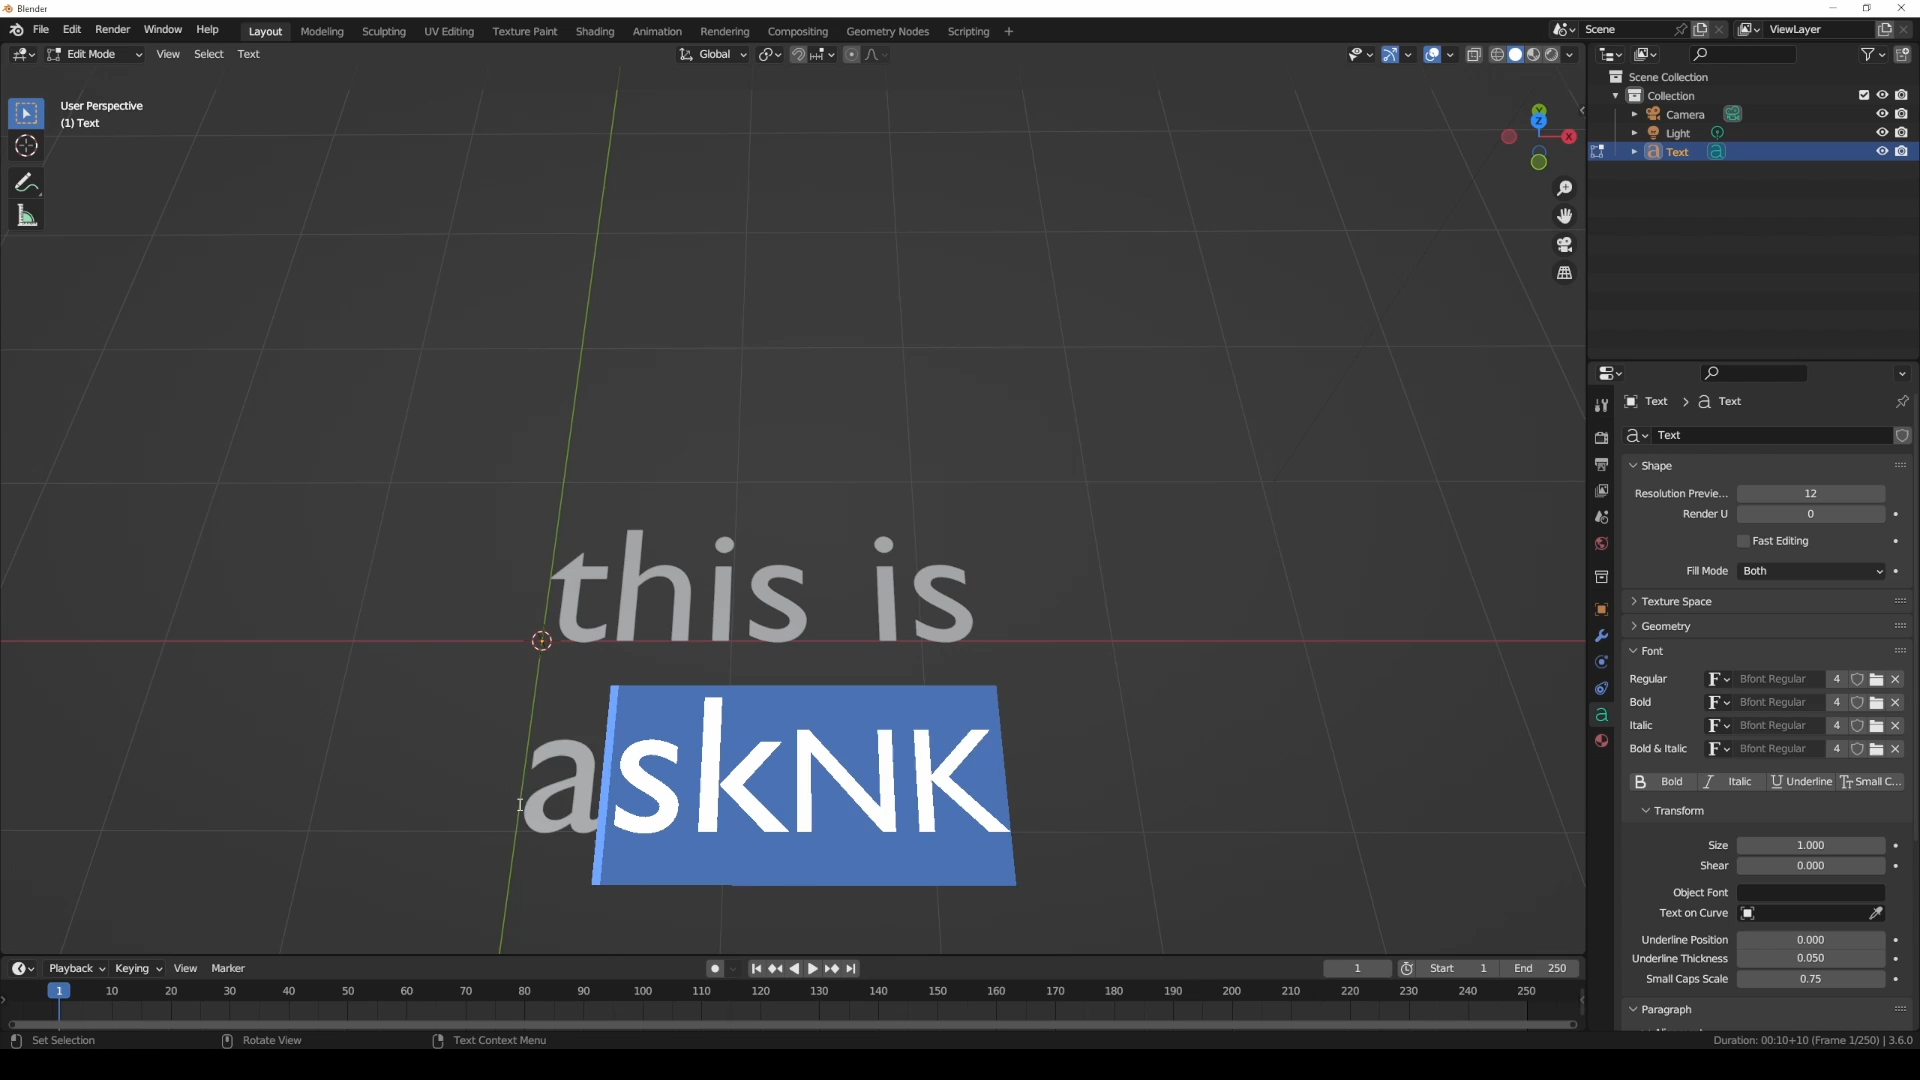 Blender
File Edit Render Window Help Layout Modeling Sculpting UV Editing Texture Paint Shading Animation Rendering Compositing Geometry Nodes Scripting + Scene ViewLayer
Edit Mode View Select Text Global
User Perspective
(1) Text
Y
Z
X
this is
askNK
Scene Collection
Collection
Camera
Light
Text
Text > Text
Text
Shape
Resolution Previe... 12
Render U 0
Fast Editing
Fill Mode Both
Texture Space
Geometry
Font
Regular Bfont Regular 4
Bold Bfont Regular 4
Italic Bfont Regular 4
Bold & Italic Bfont Regular 4
Bold Italic Underline Small C...
Transform
Size 1.000
Shear 0.000
Object Font
Text on Curve
Underline Position 0.000
Underline Thickness 0.050
Small Caps Scale 0.75
Paragraph
Playback Keying View Marker 1 Start 1 End 250
1 10 20 30 40 50 60 70 80 90 100 110 120 130 140 150 160 170 180 190 200 210 220 230 240 250
Set Selection Rotate View Text Context Menu Duration: 00:10+10 (Frame 1/250) | 3.6.0